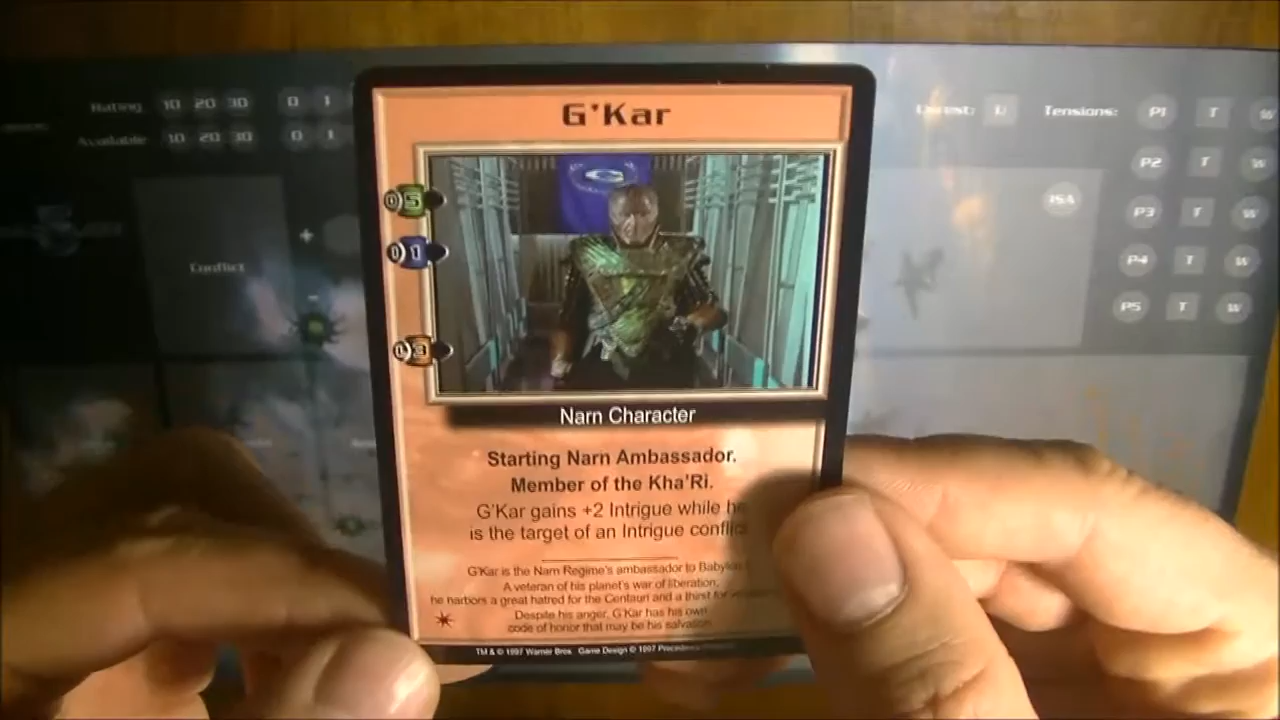 G'Kar
5
1
3
Narn Character
Starting Narn Ambassador.
Member of the Kha'Ri.
G'Kar gains +2 Intrigue while
is the target of an Intrigue
G'Kar is the Narn Regime's ambassador to
A veteran of his planet's war of liberation,
he harbors a great hatred for the Centauri and a thirst for
Despite his anger, G'Kar has his own
code of honor that may be his salvation.
TM & © 1997 Warner Bros. Game Design © 1997
Rating 10 20 30 0 1
Available 10 20 30 0 1
Conflict
+
Unrest: U
Tensions: P1 T W
P2 T W
ISA
P3 T W
P4 T W
P5 T W